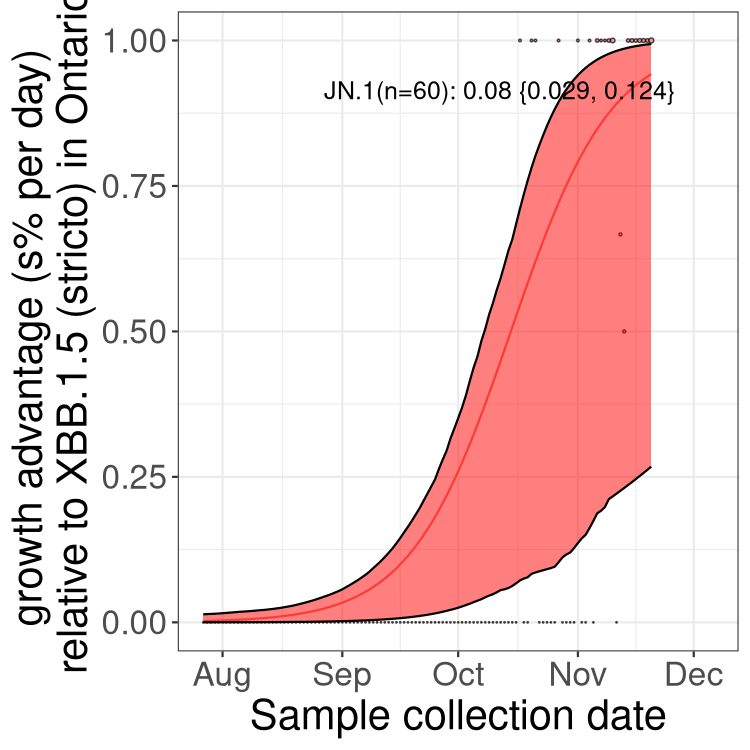 growth advantage (s% per day)
relative to XBB.1.5 (stricto) in Ontario
1.00
0.75
0.50
0.25
0.00
JN.1(n=60): 0.08 {0.029, 0.124}
Aug Sep Oct Nov Dec
Sample collection date